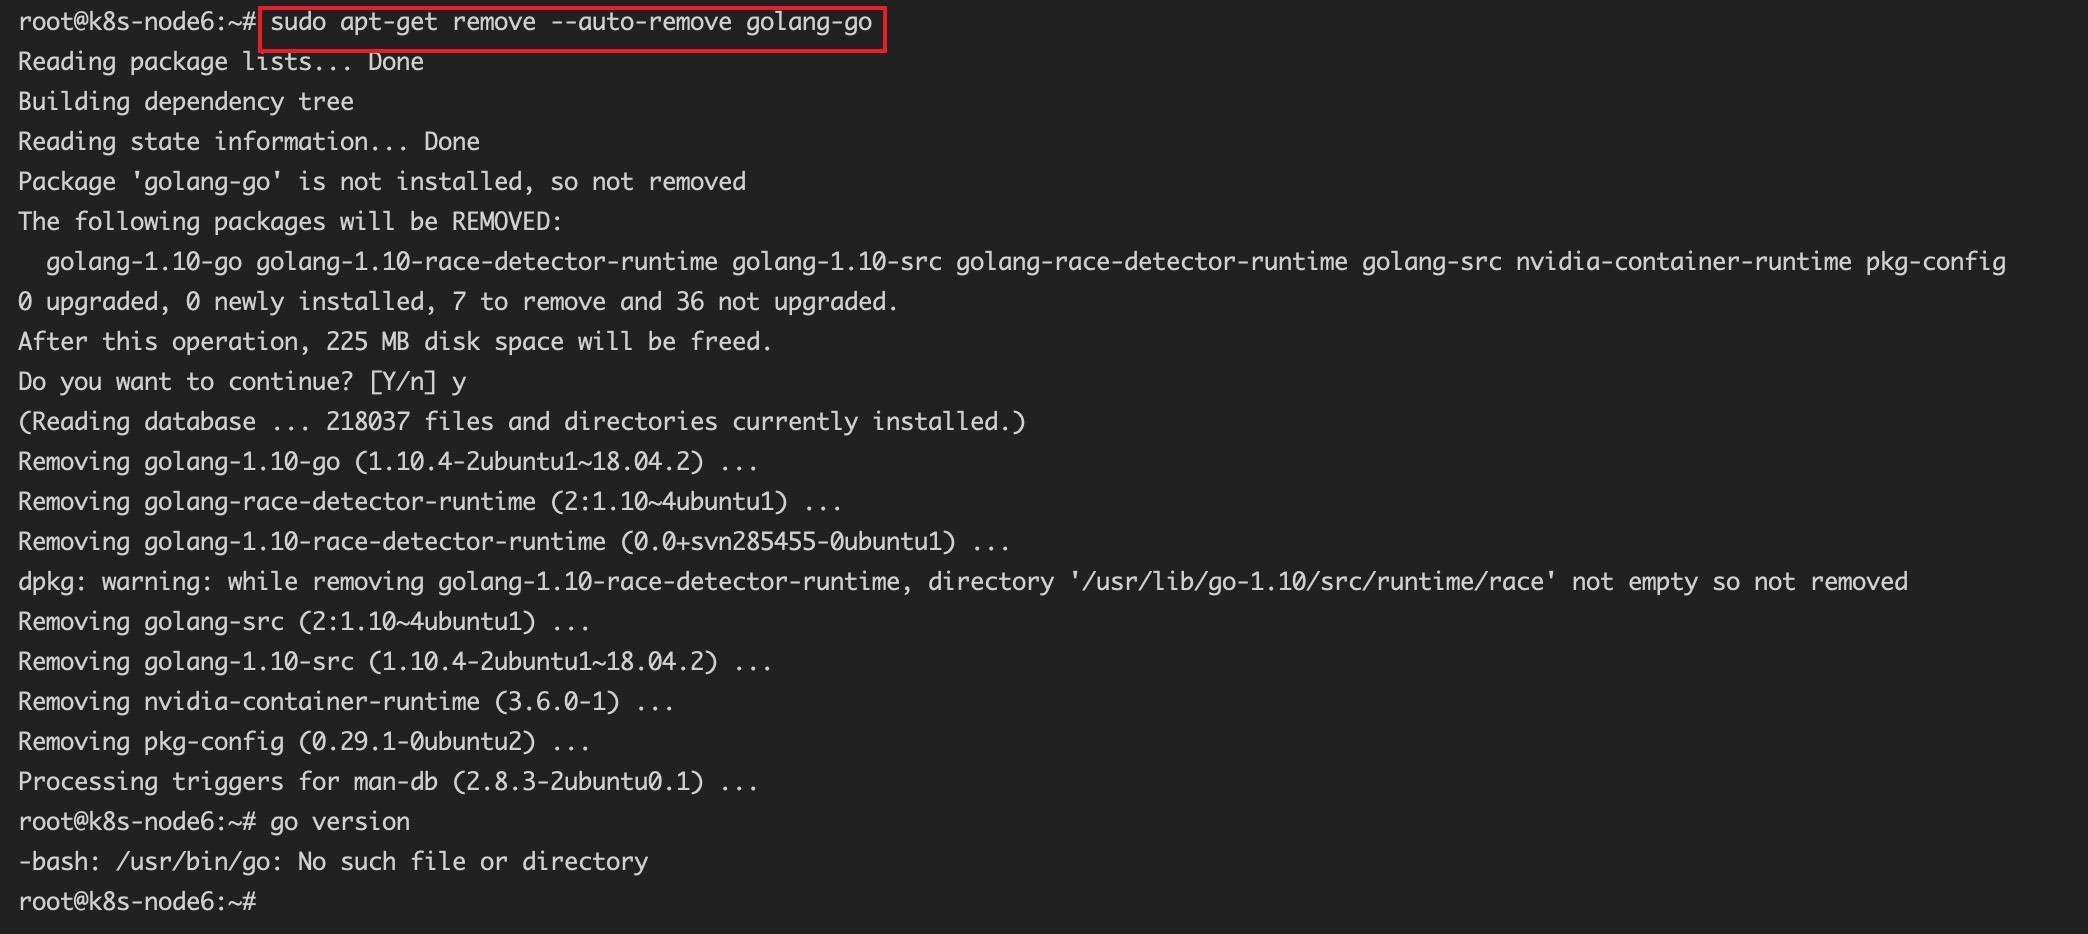 root@k8s-node6:~# sudo apt-get remove --auto-remove golang-go
Reading package lists... Done
Building dependency tree
Reading state information... Done
Package 'golang-go' is not installed, so not removed
The following packages will be REMOVED:
  golang-1.10-go golang-1.10-race-detector-runtime golang-1.10-src golang-race-detector-runtime golang-src nvidia-container-runtime pkg-config
0 upgraded, 0 newly installed, 7 to remove and 36 not upgraded.
After this operation, 225 MB disk space will be freed.
Do you want to continue? [Y/n] y
(Reading database ... 218037 files and directories currently installed.)
Removing golang-1.10-go (1.10.4-2ubuntu1~18.04.2) ...
Removing golang-race-detector-runtime (2:1.10~4ubuntu1) ...
Removing golang-1.10-race-detector-runtime (0.0+svn285455-0ubuntu1) ...
dpkg: warning: while removing golang-1.10-race-detector-runtime, directory '/usr/lib/go-1.10/src/runtime/race' not empty so not removed
Removing golang-src (2:1.10~4ubuntu1) ...
Removing golang-1.10-src (1.10.4-2ubuntu1~18.04.2) ...
Removing nvidia-container-runtime (3.6.0-1) ...
Removing pkg-config (0.29.1-0ubuntu2) ...
Processing triggers for man-db (2.8.3-2ubuntu0.1) ...
root@k8s-node6:~# go version
-bash: /usr/bin/go: No such file or directory
root@k8s-node6:~#